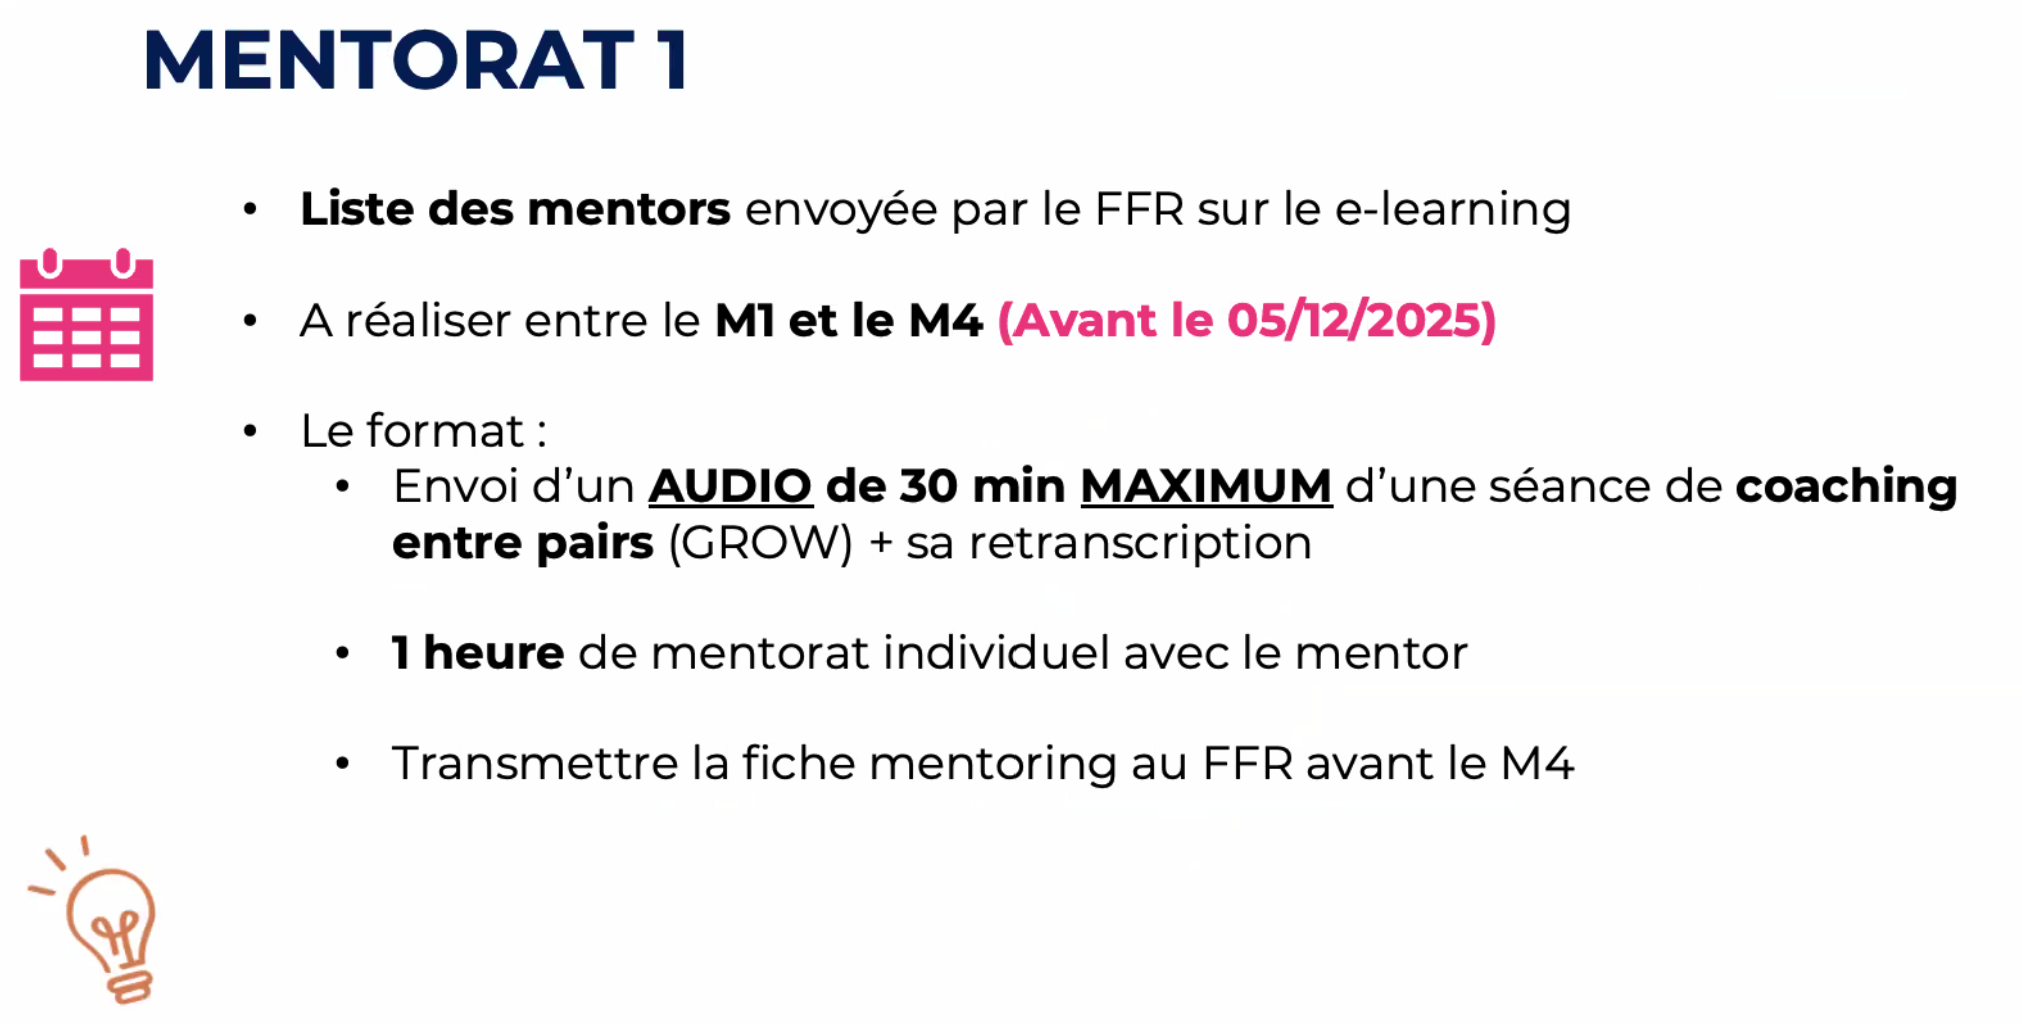 MENTORAT 1
• Liste des mentors envoyée par le FFR sur le e-learning
• A réaliser entre le M1 et le M4 (Avant le 05/12/2025)
• Le format :
• Envoi d’un AUDIO de 30 min MAXIMUM d’une séance de coaching
entre pairs (GROW) + sa retranscription
• 1 heure de mentorat individuel avec le mentor
• Transmettre la fiche mentoring au FFR avant le M4